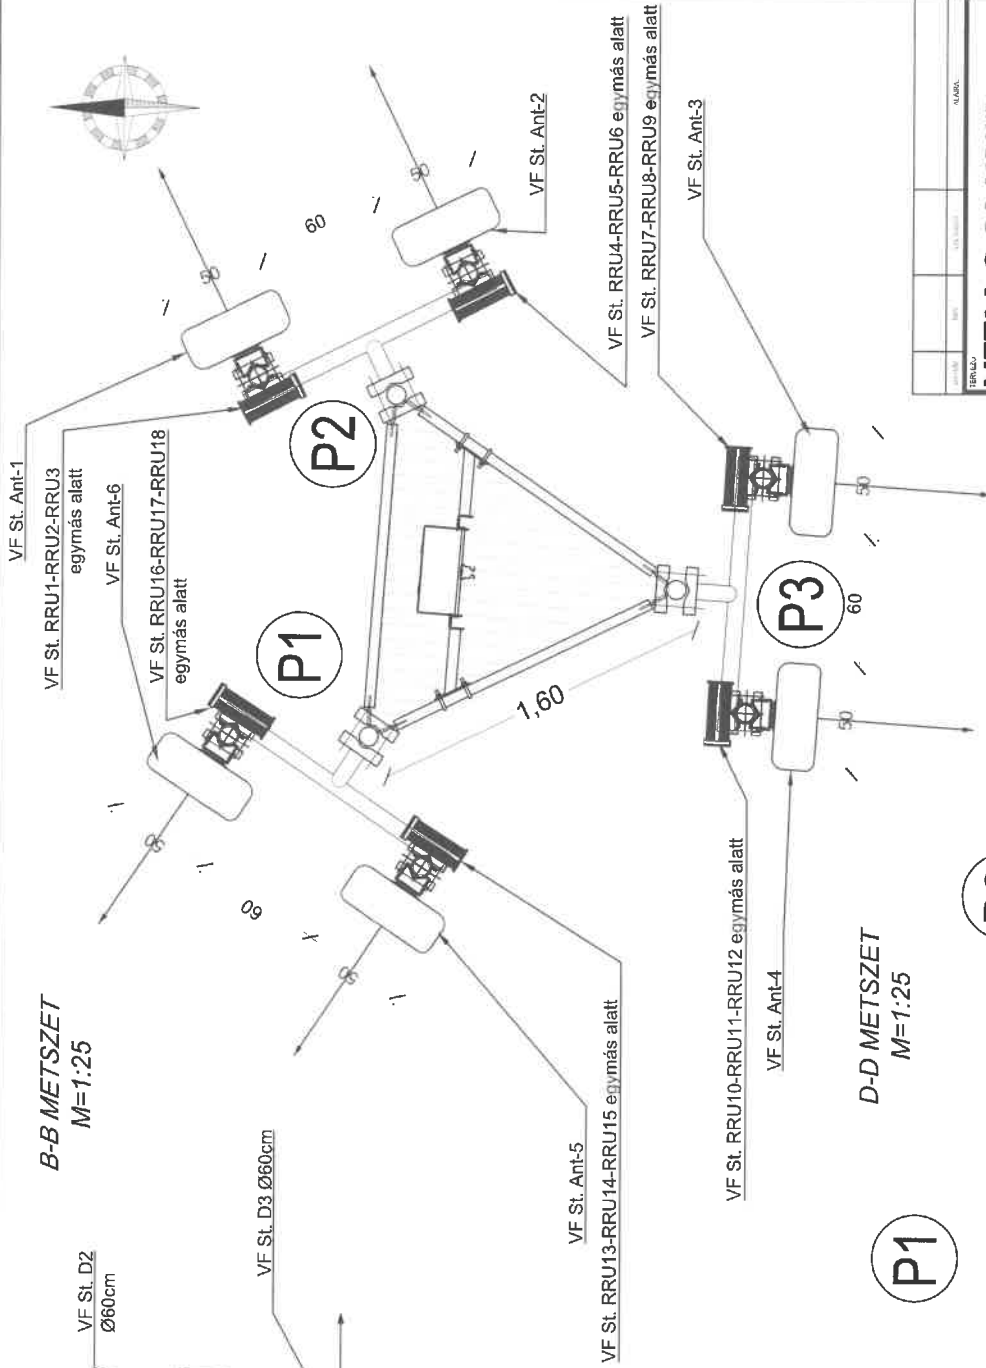 B-B METSZET
M=1:25
VF St. D2
Ø60cm
VF St. D3 Ø60cm
VF St. Ant-1
VF St. RRU1-RRU2-RRU3
egymás alatt
VF St. Ant-6
VF St. RRU16-RRU17-RRU18
egymás alatt
P1
P2
P3
VF St. Ant-2
VF St. RRU4-RRU5-RRU6 egymás alatt
VF St. RRU7-RRU8-RRU9 egymás alatt
VF St. Ant-3
VF St. Ant-5
VF St. RRU13-RRU14-RRU15 egymás alatt
VF St. RRU10-RRU11-RRU12 egymás alatt
VF St. Ant-4
1,60
60
60
60
50
50
50
50
50
50
D-D METSZET
M=1:25
P1
TERVEZŐ